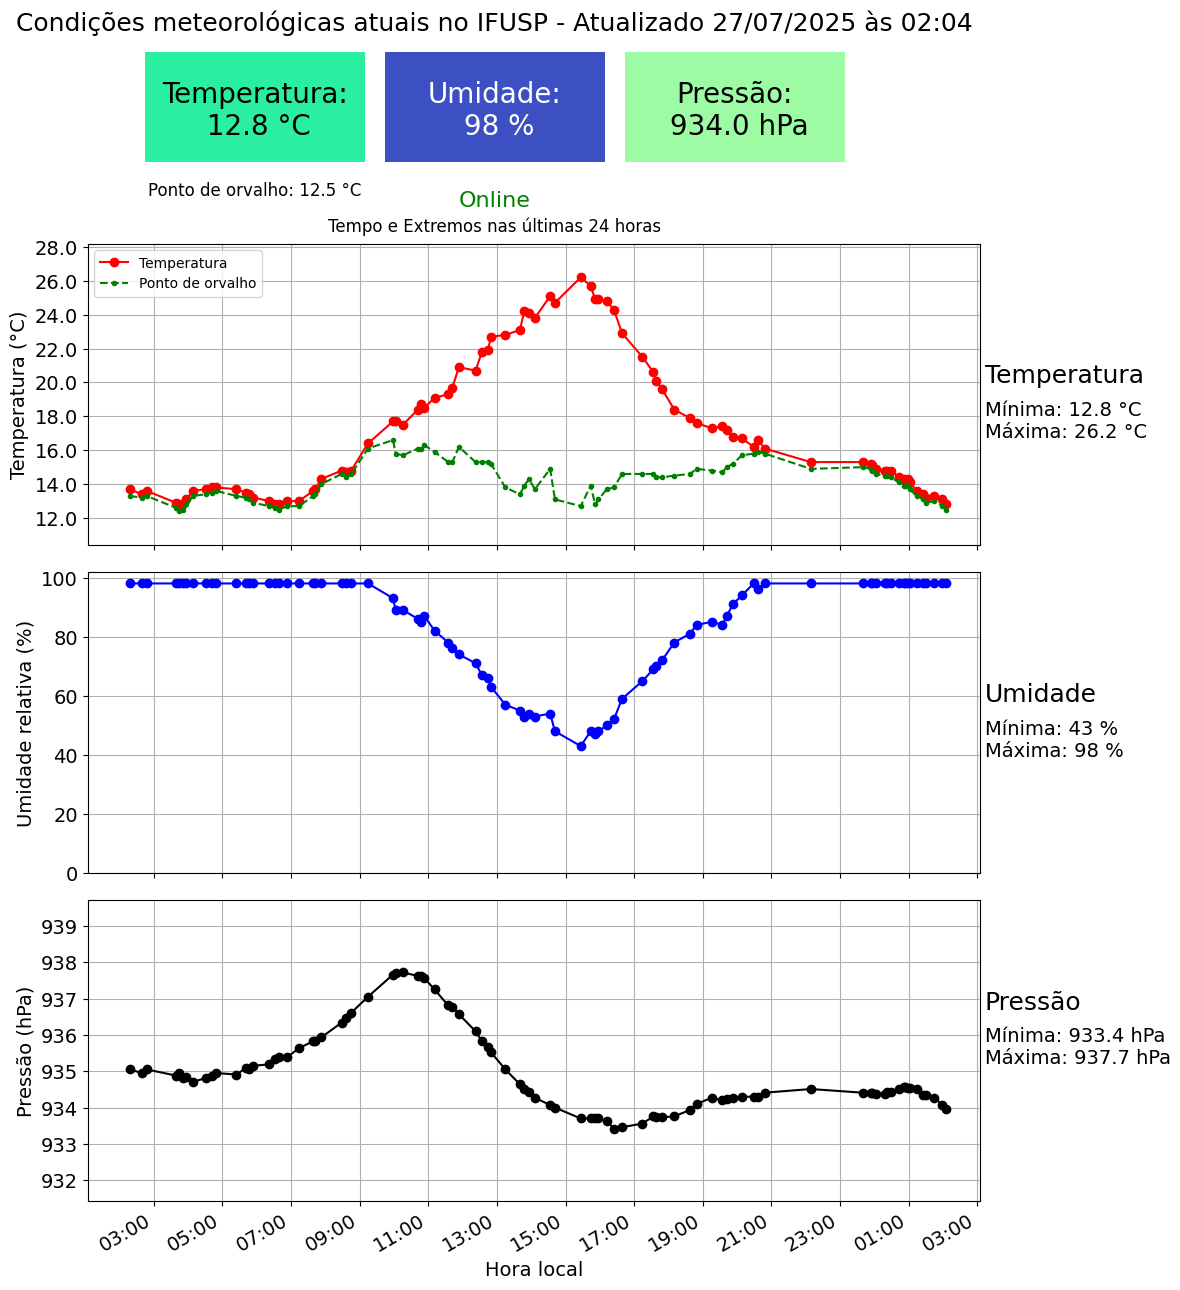 Condições meteorológicas atuais no IFUSP - Atualizado 27/07/2025 às 02:04
Temperatura:
12.8 °C
Umidade:
98 %
Pressão:
934.0 hPa
Ponto de orvalho: 12.5 °C
Online
Tempo e Extremos nas últimas 24 horas
Temperatura (°C)
28.0
26.0
24.0
22.0
20.0
18.0
16.0
14.0
12.0
Temperatura
Ponto de orvalho
Temperatura
Mínima: 12.8 °C
Máxima: 26.2 °C
Umidade relativa (%)
100
80
60
40
20
0
Umidade
Mínima: 43 %
Máxima: 98 %
Pressão (hPa)
939
938
937
936
935
934
933
932
Pressão
Mínima: 933.4 hPa
Máxima: 937.7 hPa
03:00
05:00
07:00
09:00
11:00
13:00
15:00
17:00
19:00
21:00
23:00
01:00
03:00
Hora local